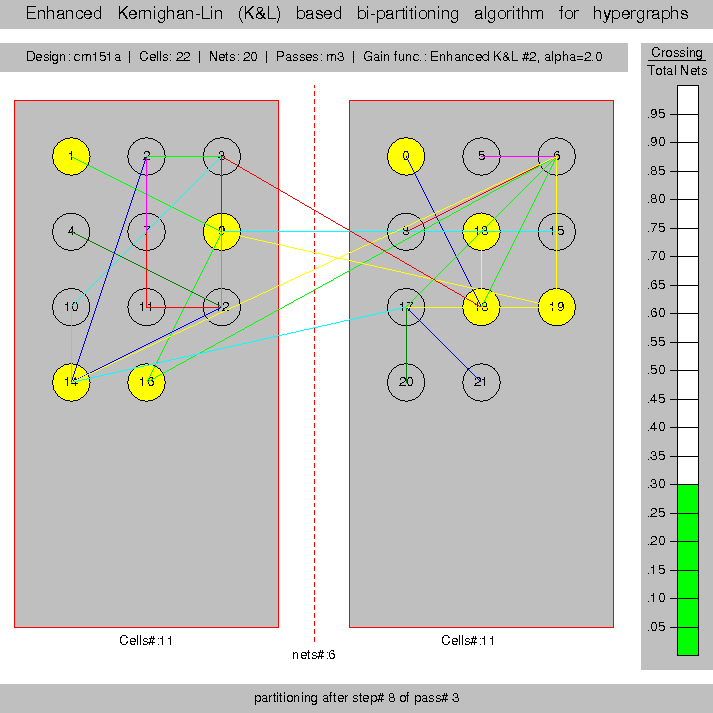 Enhanced Kernighan-Lin (K&L) based bi-partitioning algorithm for hypergraphs
Design: cm151a | Cells: 22 | Nets: 20 | Passes: m3 | Gain func.: Enhanced K&L #2, alpha=2.0
Crossing
Total Nets
.95
.90
.85
.80
.75
.70
.65
.60
.55
.50
.45
.40
.35
.30
.25
.20
.15
.10
.05
1 2 3 0 5 6
4 7 9 8 13 15
10 11 12 17 18 19
14 16 20 21
Cells#:11
Cells#:11
nets#:6
partitioning after step# 8 of pass# 3